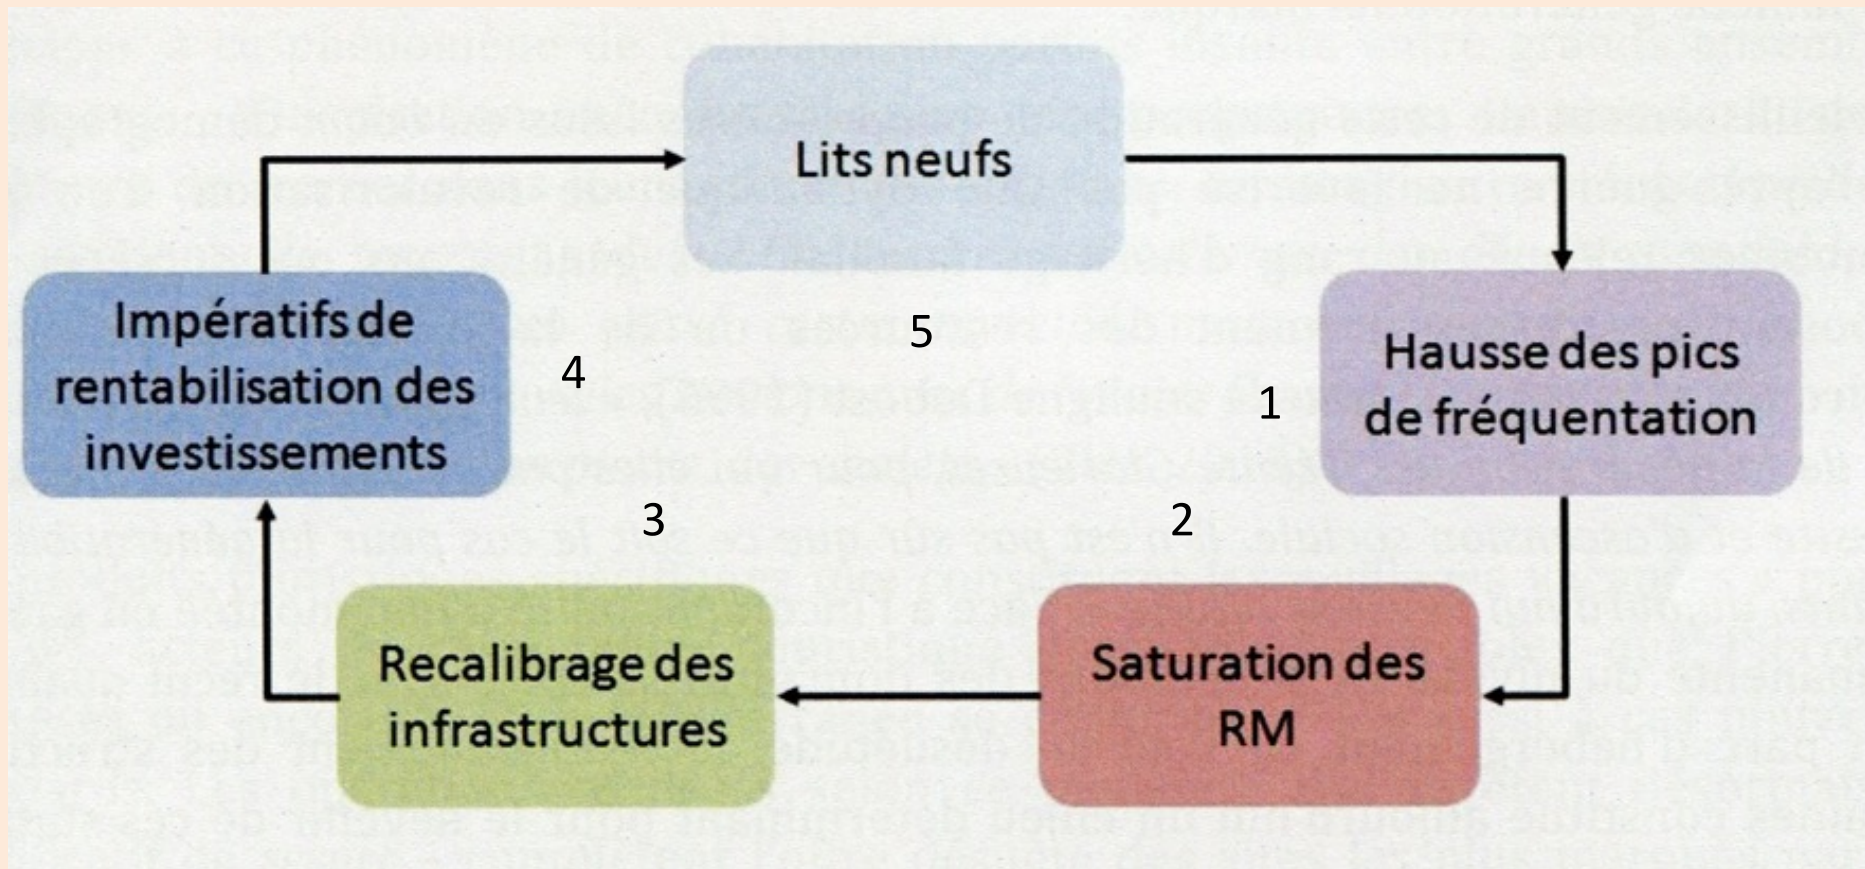 Lits neufs
5
Impératifs de
rentabilisation des
investissements
4
Hausse des pics
de fréquentation
1
3
2
Recalibrage des
infrastructures
Saturation des
RM